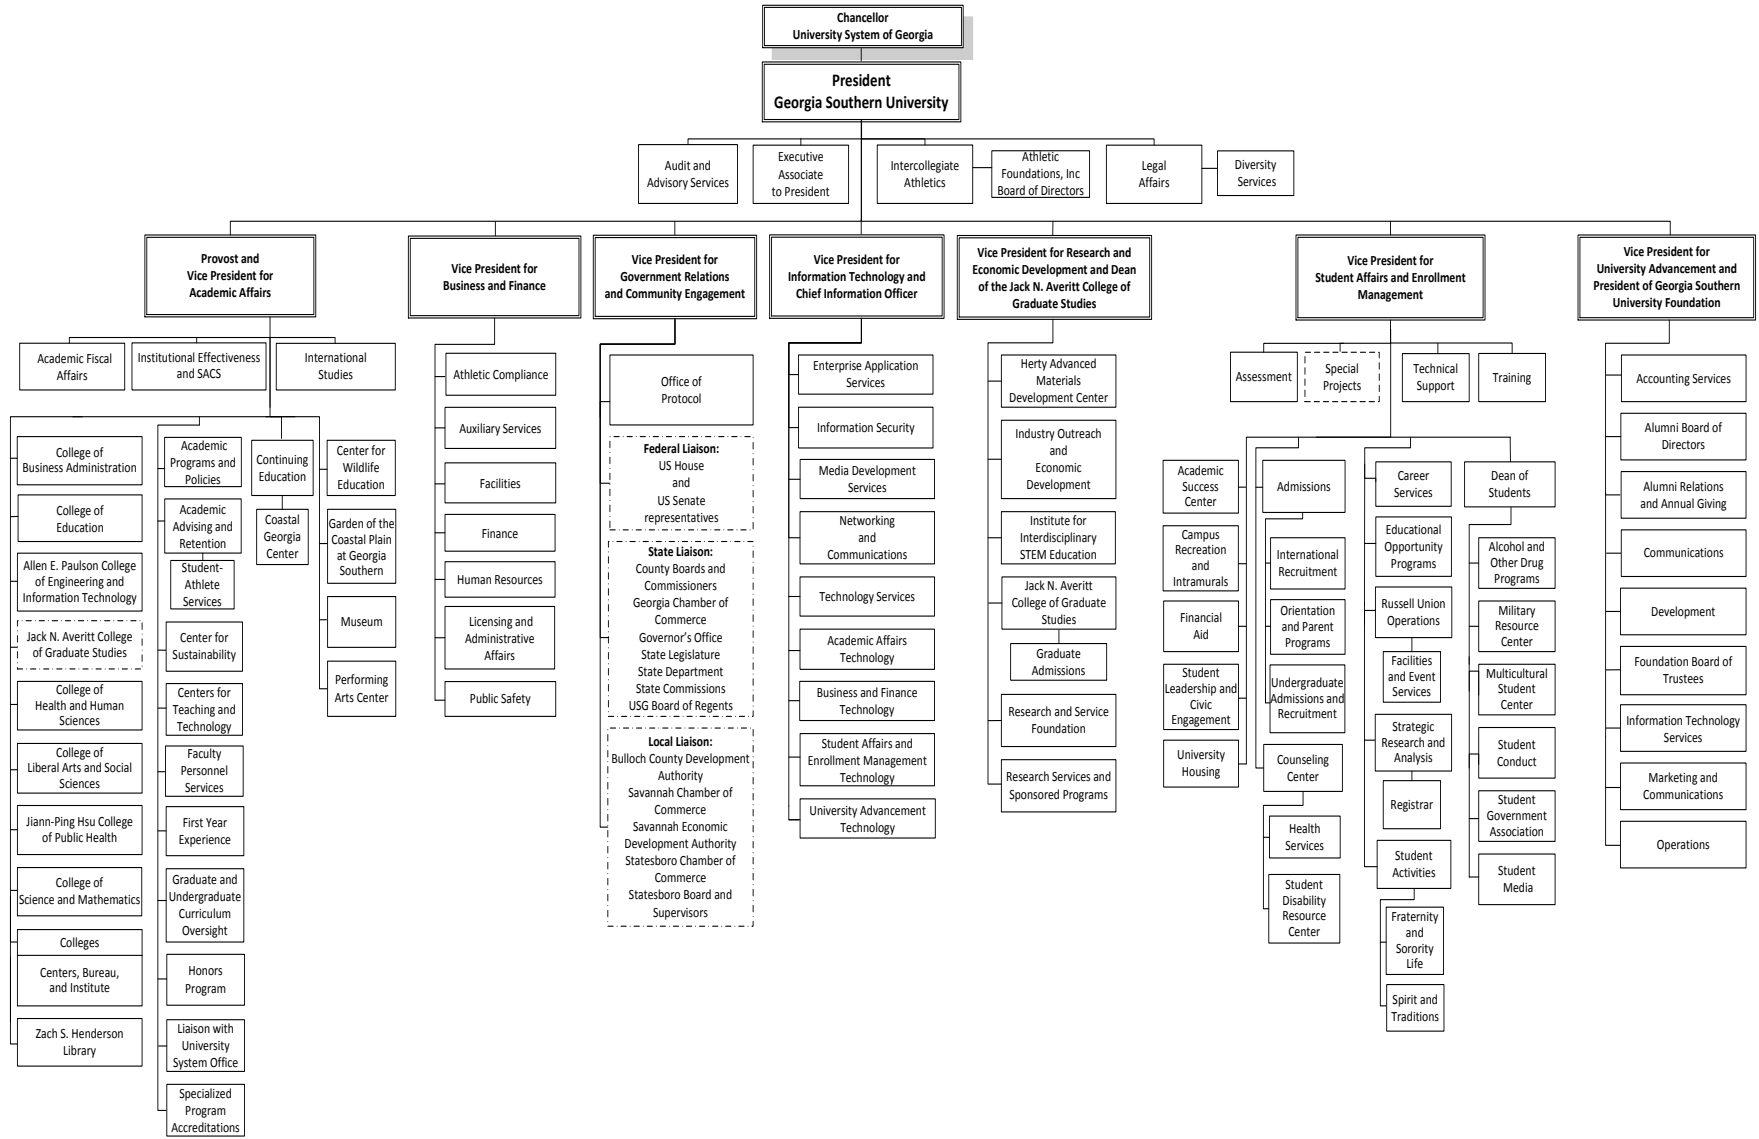 Chancellor
University System of Georgia
President
Georgia Southern University
Audit and
Advisory Services
Executive
Associate
to President
Intercollegiate
Athletics
Athletic
Foundations, Inc
Board of Directors
Legal
Affairs
Diversity
Services
Provost and
Vice President for
Academic Affairs
Academic Fiscal
Affairs
Institutional Effectiveness
and SACS
International
Studies
College of
Business Administration
College of
Education
Allen E. Paulson College
of Engineering and
Information Technology
Jack N. Averitt College
of Graduate Studies
College of
Health and Human
Sciences
College of
Liberal Arts and Social
Sciences
Jiann-Ping Hsu College
of Public Health
College of
Science and Mathematics
Colleges
Centers, Bureau,
and Institute
Zach S. Henderson
Library
Academic
Programs and
Policies
Academic
Advising and
Retention
Student-
Athlete
Services
Center for
Sustainability
Centers for
Teaching and
Technology
Faculty
Personnel
Services
First Year
Experience
Graduate and
Undergraduate
Curriculum
Oversight
Honors
Program
Liaison with
University
System Office
Specialized
Program
Accreditations
Continuing
Education
Coastal
Georgia
Center
Center for
Wildlife
Education
Garden of the
Coastal Plain
at Georgia
Southern
Museum
Performing
Arts Center
Vice President for
Business and Finance
Athletic Compliance
Auxiliary Services
Facilities
Finance
Human Resources
Licensing and
Administrative
Affairs
Public Safety
Vice President for
Government Relations
and Community Engagement
Office of
Protocol
Federal Liaison:
US House
and
US Senate
representatives
State Liaison:
County Boards and
Commissioners
Georgia Chamber of
Commerce
Governor's Office
State Legislature
State Department
State Commissions
USG Board of Regents
Local Liaison:
Bulloch County Development
Authority
Savannah Chamber of
Commerce
Savannah Economic
Development Authority
Statesboro Chamber of
Commerce
Statesboro Board and
Supervisors
Vice President for
Information Technology and
Chief Information Officer
Enterprise Application
Services
Information Security
Media Development
Services
Networking
and
Communications
Technology Services
Academic Affairs
Technology
Business and Finance
Technology
Student Affairs and
Enrollment Management
Technology
University Advancement
Technology
Vice President for Research and
Economic Development and Dean
of the Jack N. Averitt College of
Graduate Studies
Herty Advanced
Materials
Development Center
Industry Outreach
and
Economic
Development
Institute for
Interdisciplinary
STEM Education
Jack N. Averitt
College of Graduate
Studies
Graduate
Admissions
Research and Service
Foundation
Research Services and
Sponsored Programs
Vice President for
Student Affairs and Enrollment
Management
Assessment
Special
Projects
Technical
Support
Training
Academic
Success
Center
Campus
Recreation
and
Intramurals
Financial
Aid
Student
Leadership and
Civic
Engagement
University
Housing
Admissions
International
Recruitment
Orientation
and Parent
Programs
Undergraduate
Admissions and
Recruitment
Counseling
Center
Health
Services
Student
Disability
Resource
Center
Career
Services
Educational
Opportunity
Programs
Russell Union
Operations
Facilities
and Event
Services
Strategic
Research and
Analysis
Registrar
Student
Activities
Fraternity
and
Sorority
Life
Spirit and
Traditions
Dean of
Students
Alcohol and
Other Drug
Programs
Military
Resource
Center
Multicultural
Student
Center
Student
Conduct
Student
Government
Association
Student
Media
Vice President for
University Advancement and
President of Georgia Southern
University Foundation
Accounting Services
Alumni Board of
Directors
Alumni Relations
and Annual Giving
Communications
Development
Foundation Board of
Trustees
Information Technology
Services
Marketing and
Communications
Operations